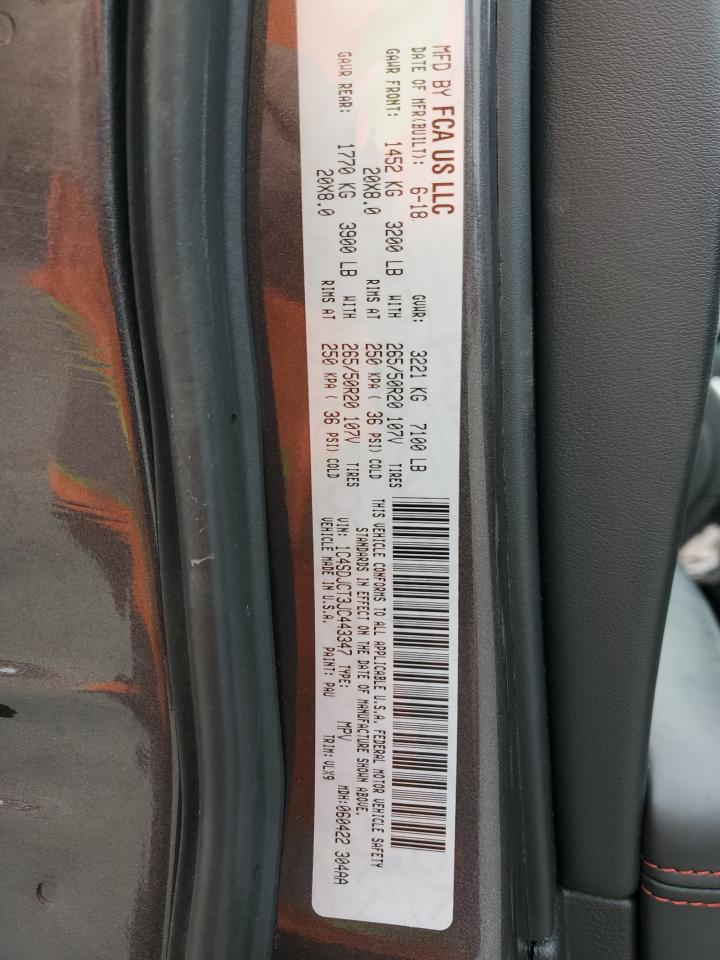 MFD BY FCA US LLC
DATE OF MFR(BUILT): 6-18 GVWR: 3221 KG 7100 LB
GAWR FRONT: 1452 KG 3200 LB WITH 265/50R20 107V TIRES
20X8.0 RIMS AT 250 KPA ( 36 PSI) COLD
GAWR REAR: 1770 KG 3900 LB WITH 265/50R20 107V TIRES
20X8.0 RIMS AT 250 KPA ( 36 PSI) COLD
THIS VEHICLE CONFORMS TO ALL APPLICABLE U.S.A. FEDERAL MOTOR VEHICLE SAFETY
STANDARDS IN EFFECT ON THE DATE OF MANUFACTURE SHOWN ABOVE.
VIN: 1C4SDJCT3JC443347 TYPE: MPV MDH:060422 304AA
VEHICLE MADE IN U.S.A. PAINT: PAU TRIM: VLX9